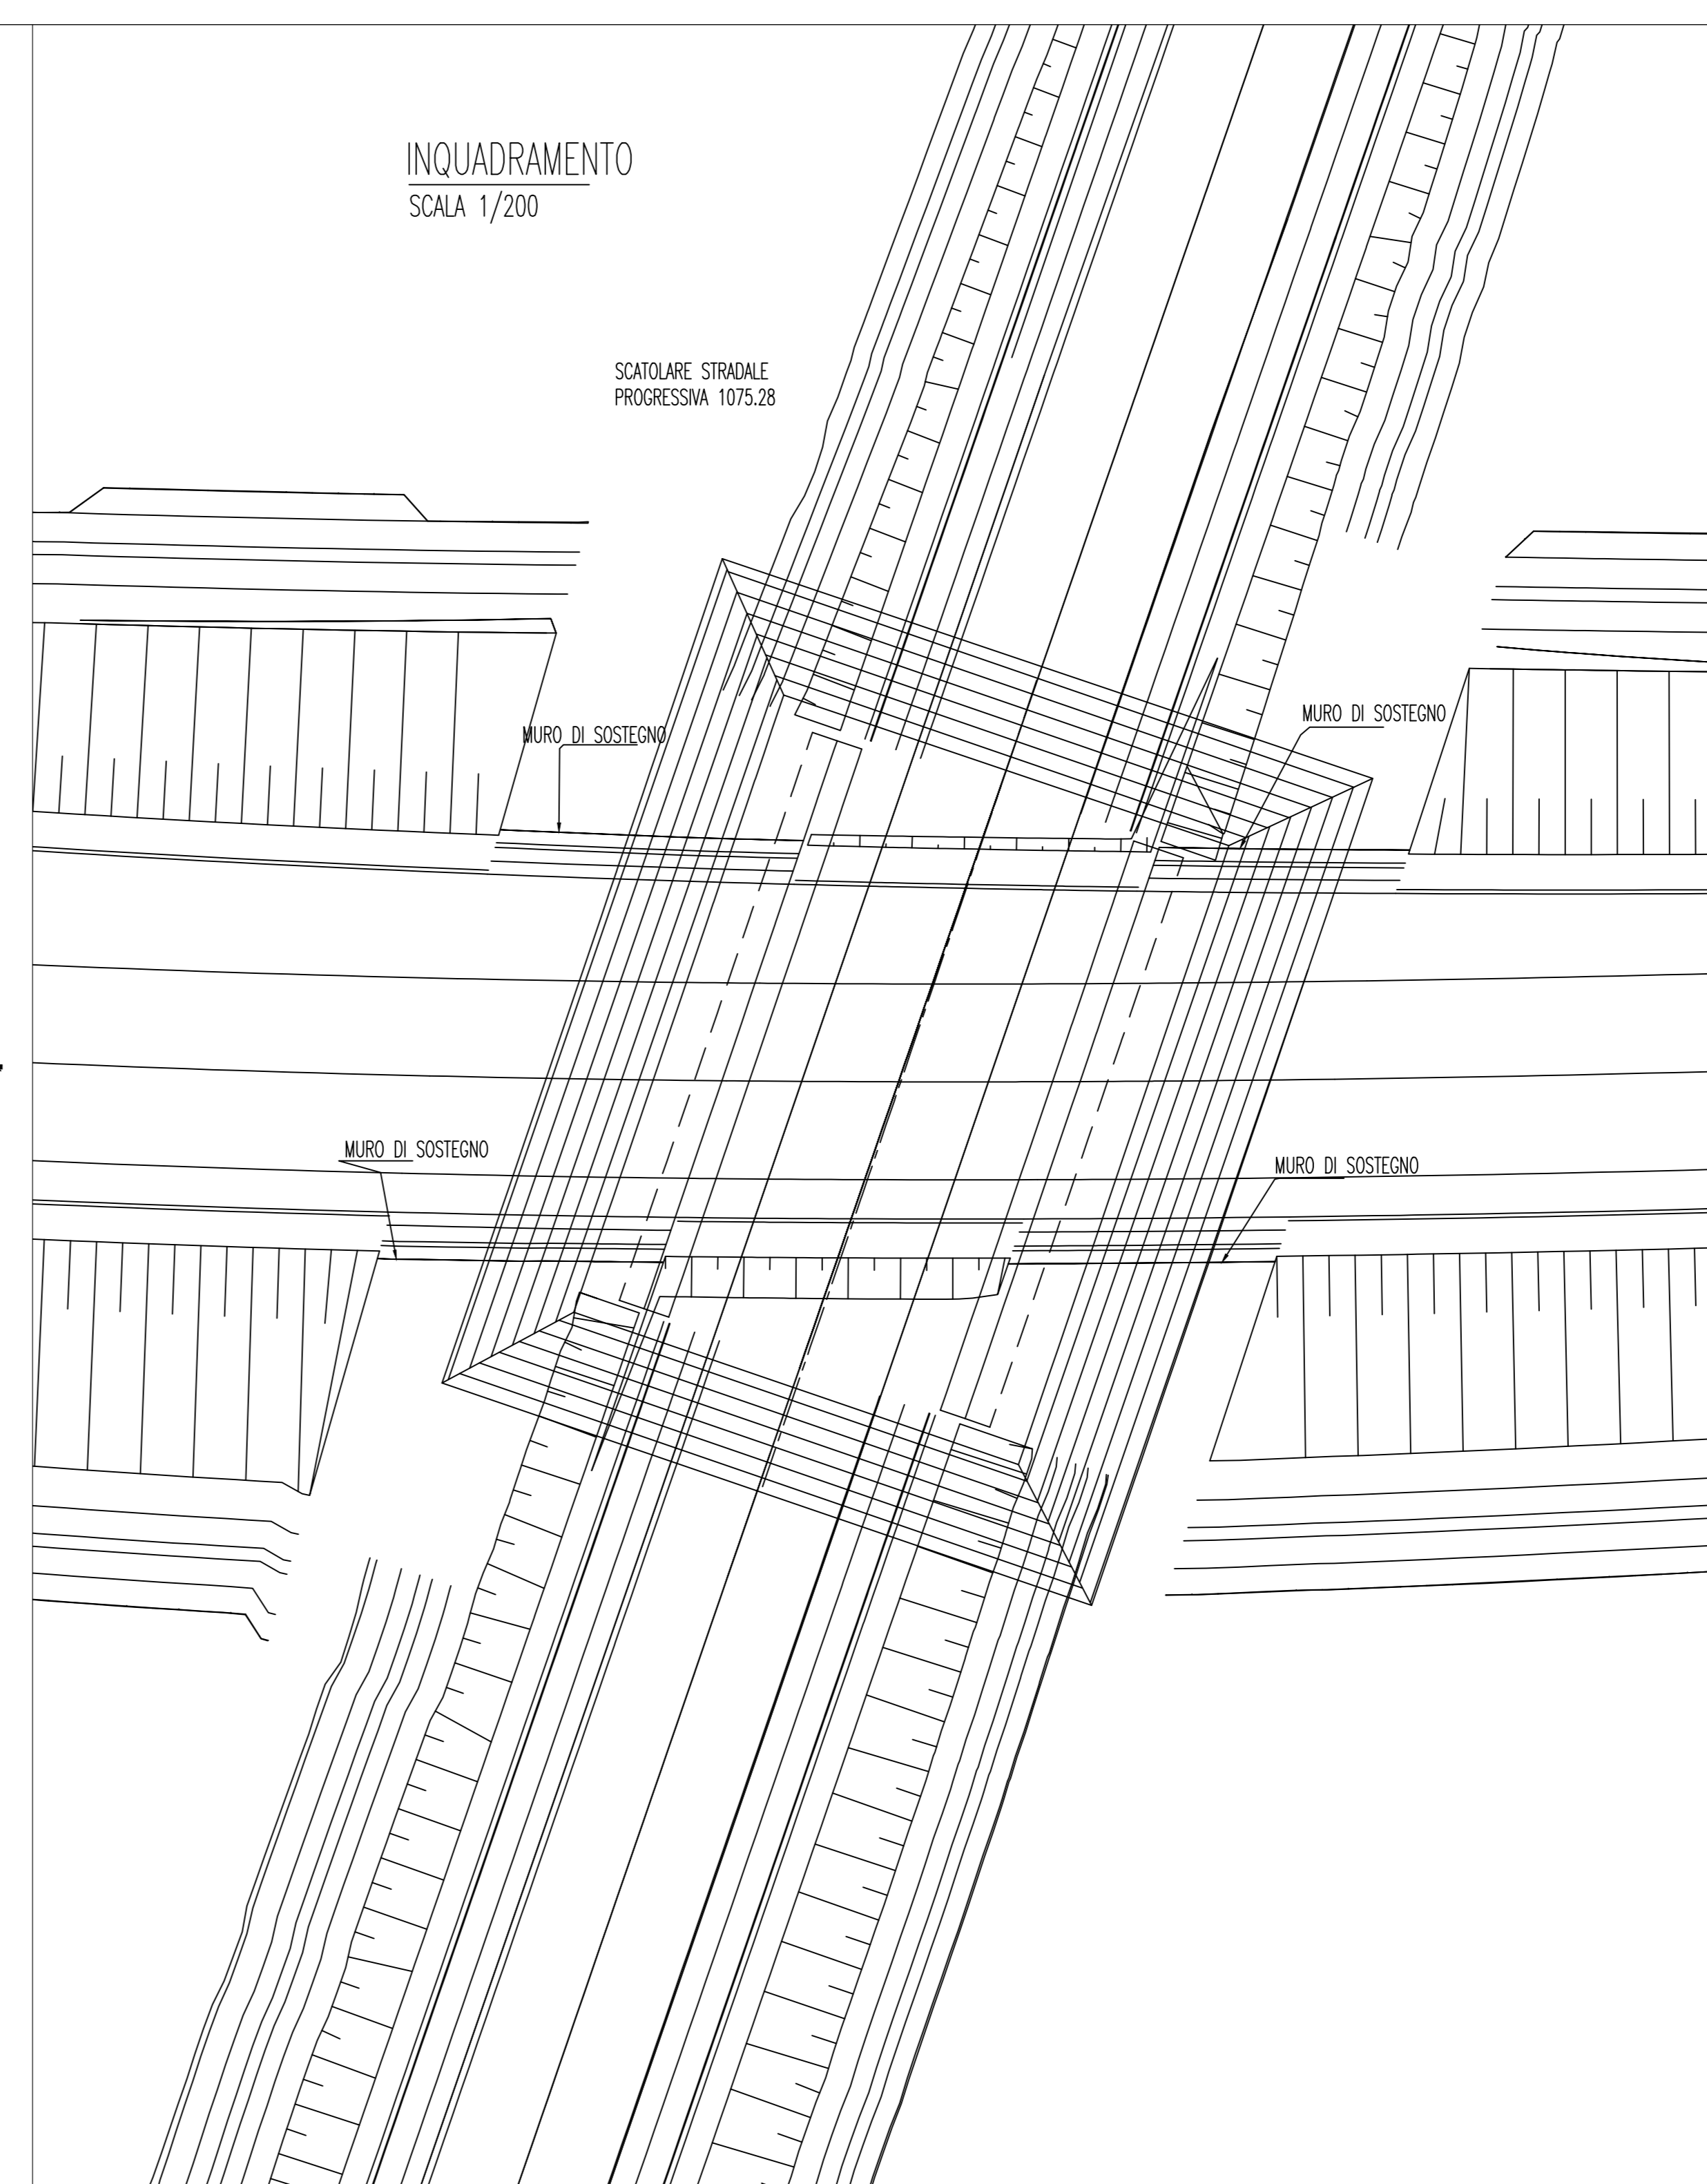 INQUADRAMENTO
SCALA 1/200
SCATOLARE STRADALE
PROGRESSIVA 1075.28
MURO DI SOSTEGNO
MURO DI SOSTEGNO
MURO DI SOSTEGNO
MURO DI SOSTEGNO